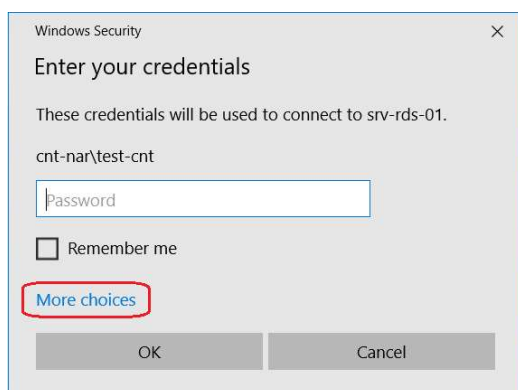 Windows Security
Enter your credentials
These credentials will be used to connect to srv-rds-01.
cnt-nar\test-cnt
Password
Remember me
More choices
OK Cancel